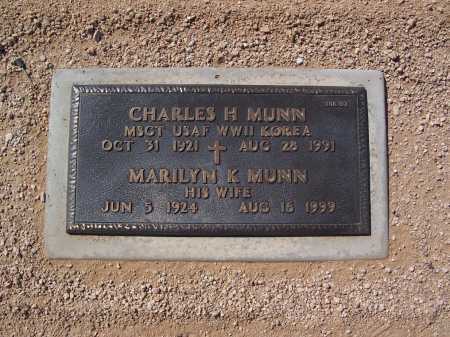 CHARLES H MUNN
MSGT USAF WWII KOREA
OCT 31 1921 AUG 28 1991
MARILYN K MUNN
HIS WIFE
JUN 5 1924 AUG 18 1999